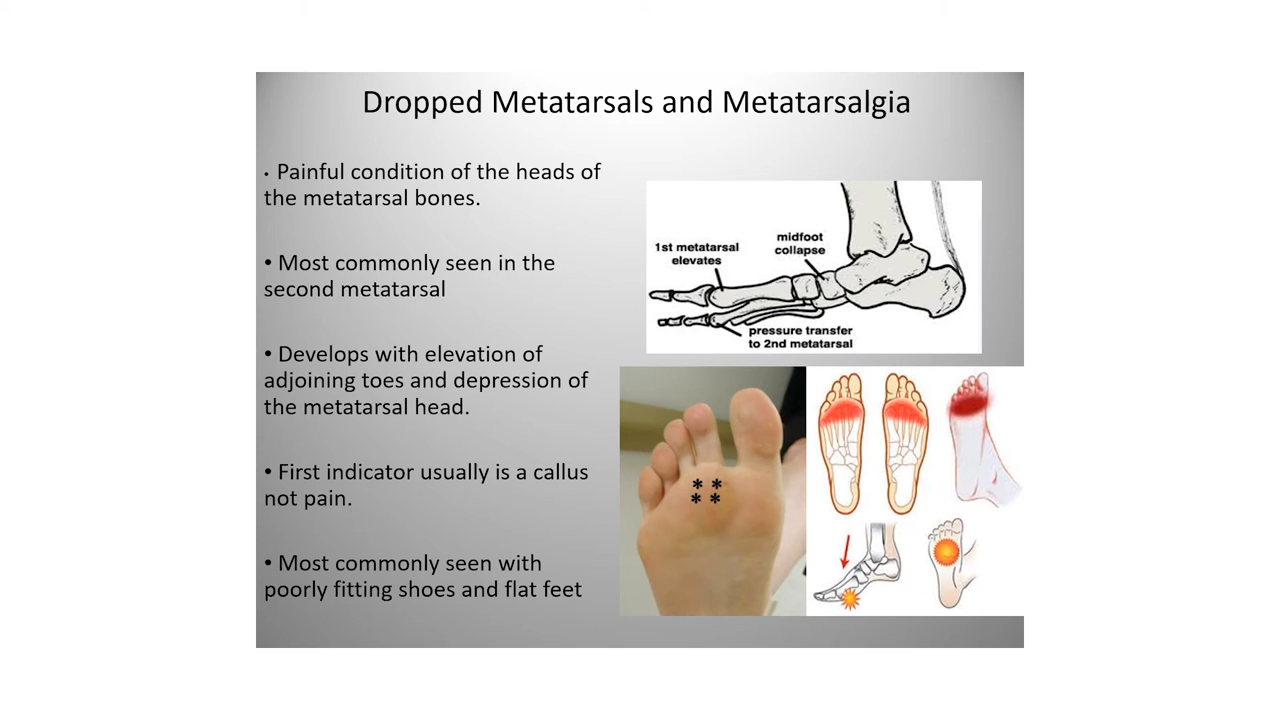 Dropped Metatarsals and Metatarsalgia
• Painful condition of the heads of
the metatarsal bones.
• Most commonly seen in the
second metatarsal
• Develops with elevation of
adjoining toes and depression of
the metatarsal head.
• First indicator usually is a callus
not pain.
• Most commonly seen with
poorly fitting shoes and flat feet
1st metatarsal
elevates
midfoot
collapse
pressure transfer
to 2nd metatarsal
* *
* *